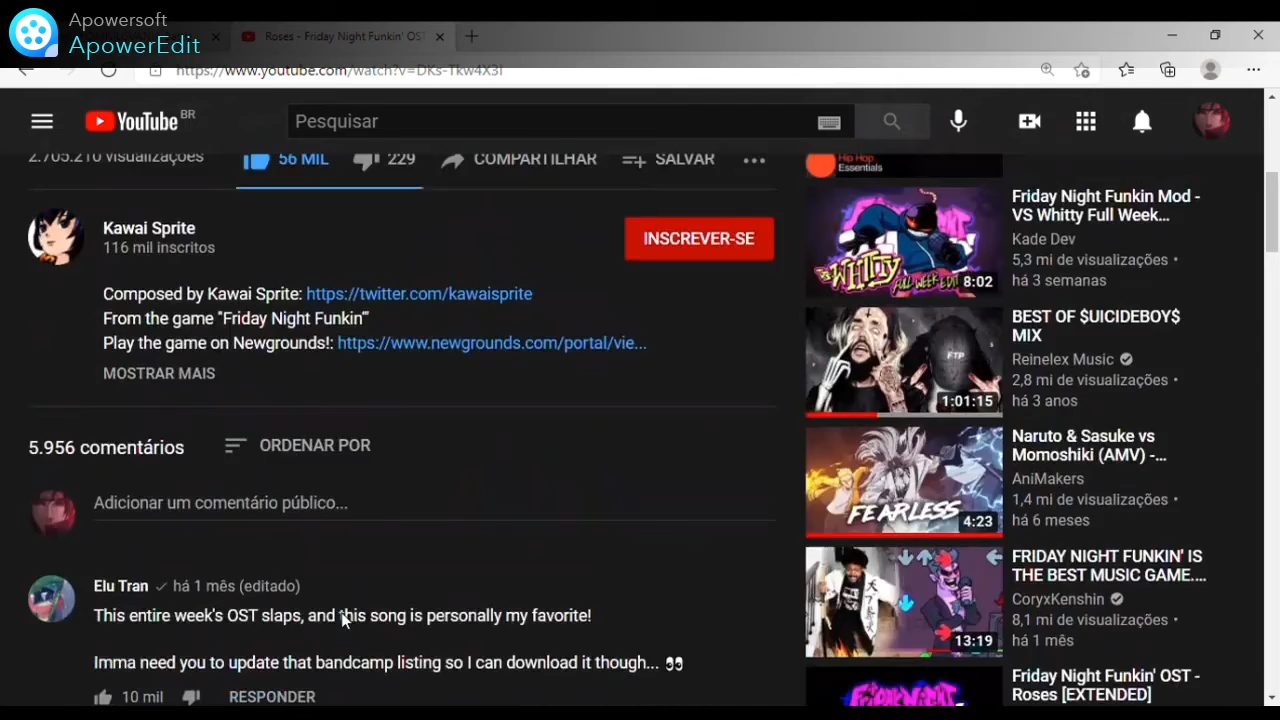 Apowersoft
ApowerEdit
Roses - Friday Night Funkin' OST
https://www.youtube.com/watch?v=DKs-Tkw4X3I
YouTube BR
Pesquisar
2.705.210 visualizações
56 MIL
229
COMPARTILHAR
SALVAR
Kawai Sprite
116 mil inscritos
INSCREVER-SE
Composed by Kawai Sprite: https://twitter.com/kawaisprite
From the game "Friday Night Funkin'"
Play the game on Newgrounds!: https://www.newgrounds.com/portal/vie...
MOSTRAR MAIS
5.956 comentários
ORDENAR POR
Adicionar um comentário público...
Elu Tran há 1 mês (editado)
This entire week's OST slaps, and this song is personally my favorite!
Imma need you to update that bandcamp listing so I can download it though... 👀
10 mil
RESPONDER
Hip Hop
Essentials
VS WHITTY
FULL WEEK EDIT
8:02
Friday Night Funkin Mod -
VS Whitty Full Week...
Kade Dev
5,3 mi de visualizações •
há 3 semanas
FTP
1:01:15
BEST OF $UICIDEBOY$
MIX
Reinelex Music
2,8 mi de visualizações •
há 3 anos
FEARLESS
4:23
Naruto & Sasuke vs
Momoshiki (AMV) -...
AniMakers
1,4 mi de visualizações •
há 6 meses
13:19
FRIDAY NIGHT FUNKIN' IS
THE BEST MUSIC GAME....
CoryxKenshin
8,1 mi de visualizações •
há 1 mês
Friday Night Funkin' OST -
Roses [EXTENDED]